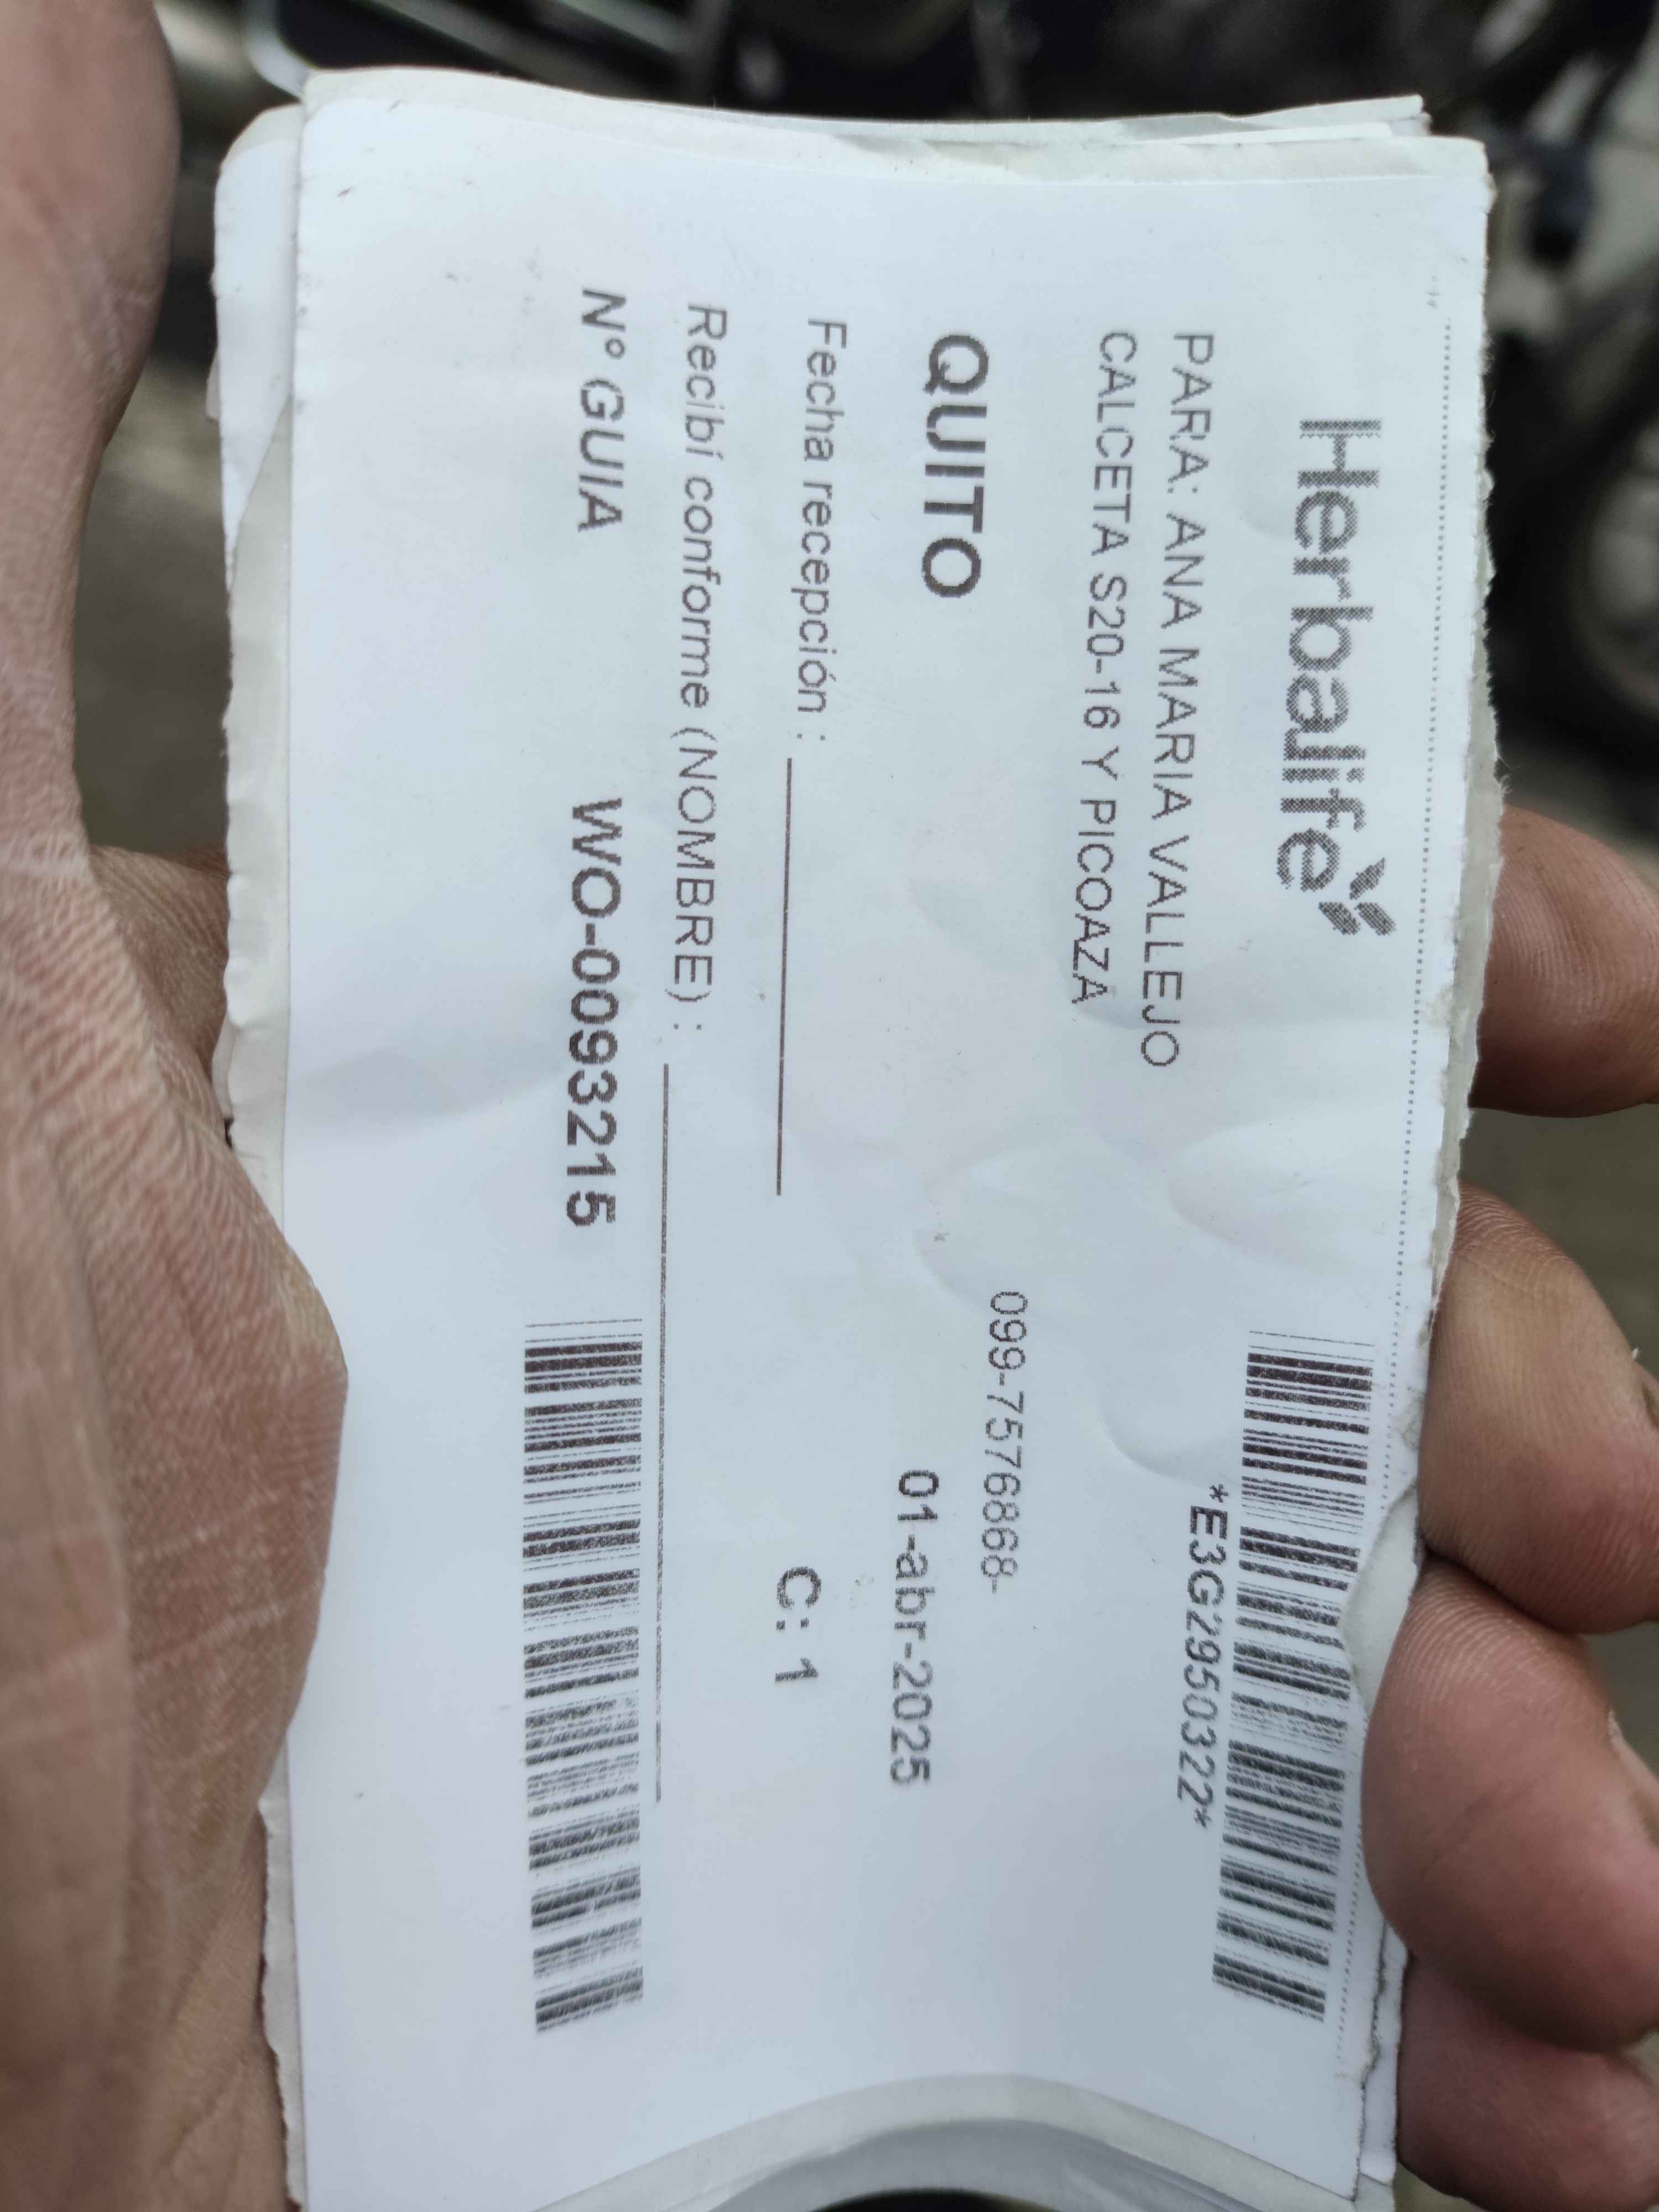 Herbalife
*E3G2950322*
PARA: ANA MARIA VALLEJO
CALCETA S20-16 Y PICOAZA
099-7576868-
QUITO
01-abr-2025
Fecha recepción :
C: 1
Recibí conforme (NOMBRE) :
N° GUIA
WO-0093215